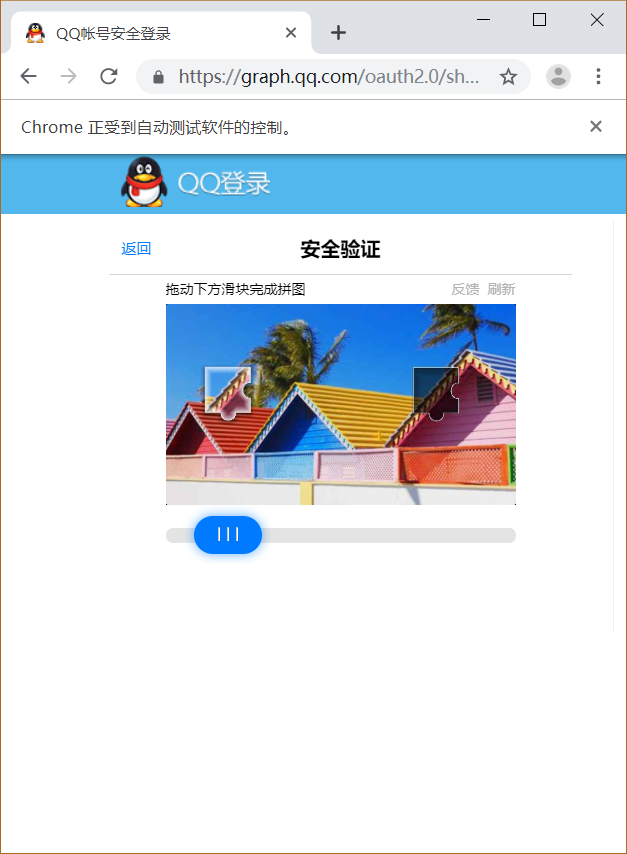 QQ帐号安全登录
https://graph.qq.com/oauth2.0/sh...
Chrome 正受到自动测试软件的控制。
QQ登录
返回
安全验证
拖动下方滑块完成拼图
反馈 刷新